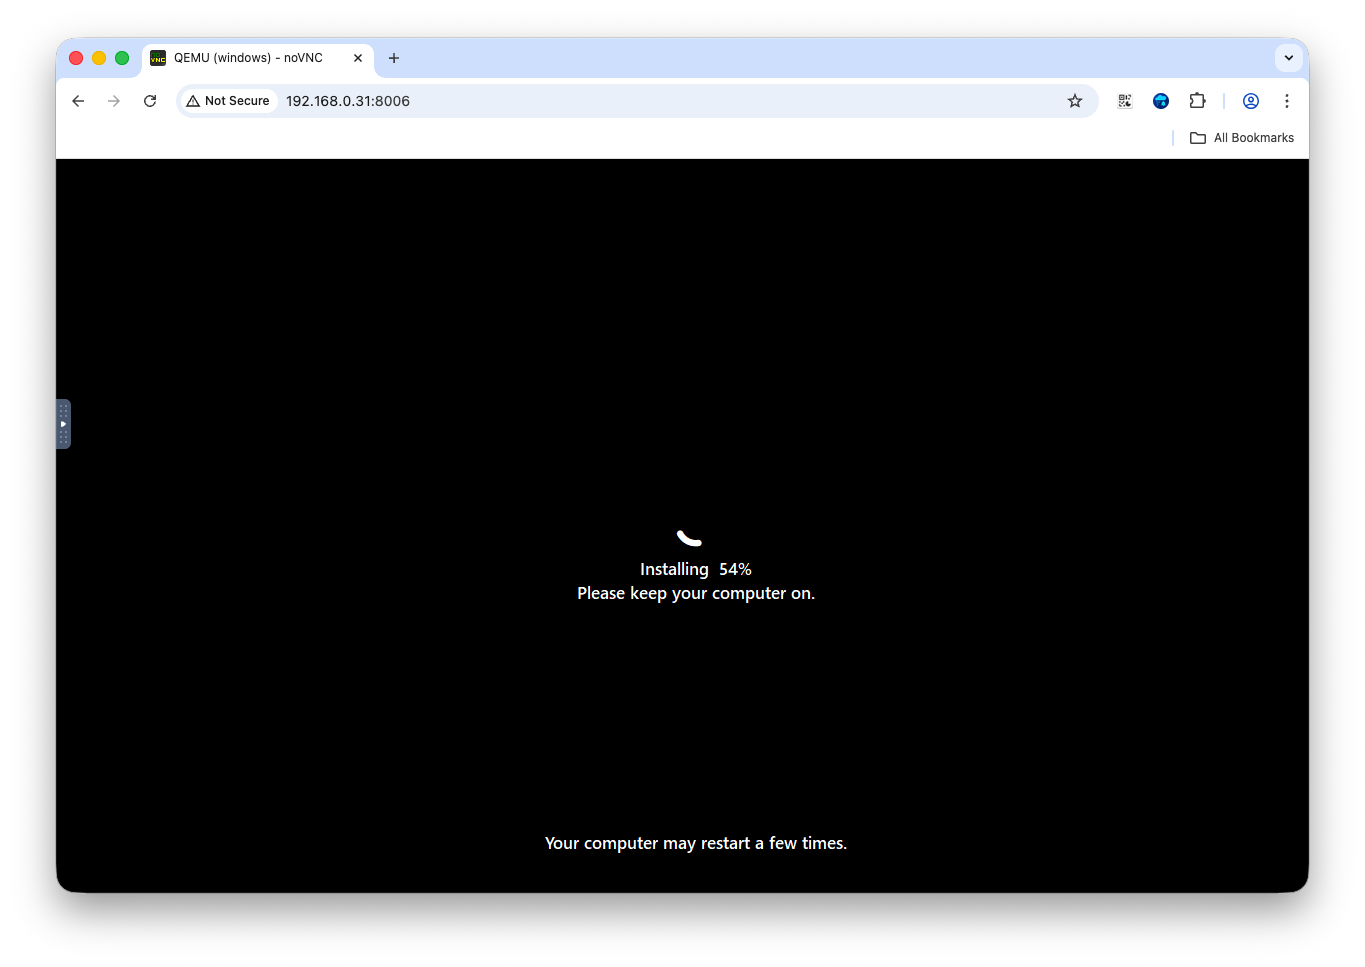 QEMU (windows) - noVNC
Not Secure
192.168.0.31:8006
All Bookmarks
Installing 54%
Please keep your computer on.
Your computer may restart a few times.